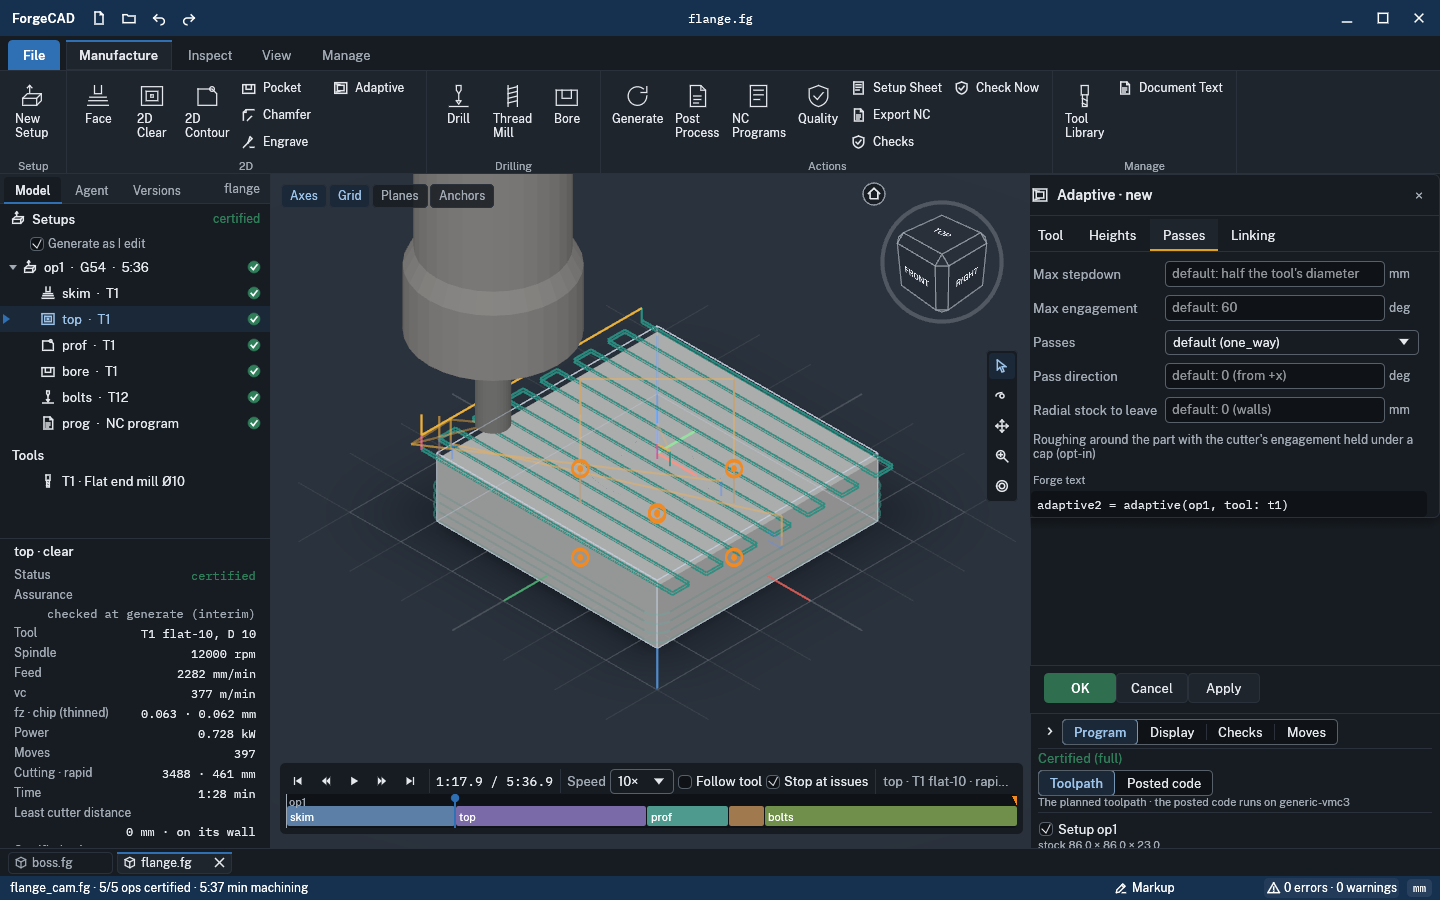 ForgeCAD
flange.fg
File
Manufacture
Inspect
View
Manage
New Setup
Face
2D Clear
2D Contour
Pocket
Chamfer
Engrave
Adaptive
Drill
Thread Mill
Bore
Generate
Post Process
NC Programs
Quality
Setup Sheet
Export NC
Checks
Check Now
Tool Library
Document Text
Setup
2D
Drilling
Actions
Manage
Model
Agent
Versions
flange
Setups
certified
Generate as I edit
op1 · G54 · 5:36
skim · T1
top · T1
prof · T1
bore · T1
bolts · T12
prog · NC program
Tools
T1 · Flat end mill Ø10
top · clear
Status certified
Assurance
checked at generate (interim)
Tool T1 flat-10, D 10
Spindle 12000 rpm
Feed 2282 mm/min
vc 377 m/min
fz · chip (thinned) 0.063 · 0.062 mm
Power 0.728 kW
Moves 397
Cutting · rapid 3488 · 461 mm
Time 1:28 min
Least cutter distance
0 mm · on its wall
Axes
Grid
Planes
Anchors
TOP
FRONT
RIGHT
1:17.9 / 5:36.9
Speed
10×
Follow tool
Stop at issues
top · T1 flat-10 · rapi...
op1
skim
top
prof
bolts
Adaptive · new
Tool
Heights
Passes
Linking
Max stepdown default: half the tool's diameter mm
Max engagement default: 60 deg
Passes default (one_way)
Pass direction default: 0 (from +x) deg
Radial stock to leave default: 0 (walls) mm
Roughing around the part with the cutter's engagement held under a
cap (opt-in)
Forge text
adaptive2 = adaptive(op1, tool: t1)
OK
Cancel
Apply
Program
Display
Checks
Moves
Certified (full)
Toolpath
Posted code
The planned toolpath · the posted code runs on generic-vmc3
Setup op1
stock 86.0 × 86.0 × 23.0
boss.fg
flange.fg
flange_cam.fg · 5/5 ops certified · 5:37 min machining
Markup
0 errors · 0 warnings
mm